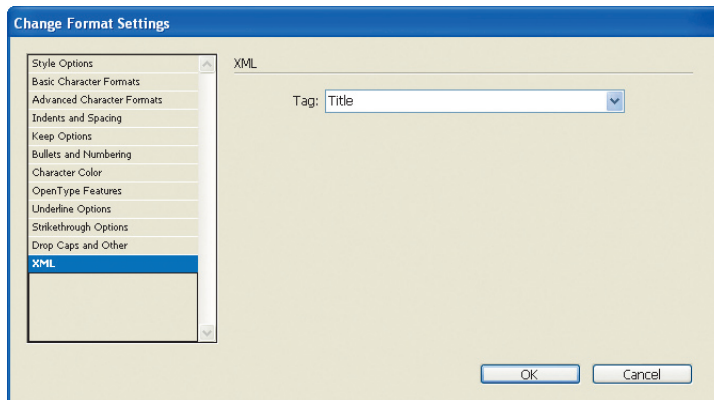 Change Format Settings
Style Options
Basic Character Formats
Advanced Character Formats
Indents and Spacing
Keep Options
Bullets and Numbering
Character Color
OpenType Features
Underline Options
Strikethrough Options
Drop Caps and Other
XML
XML
Tag: Title
OK Cancel